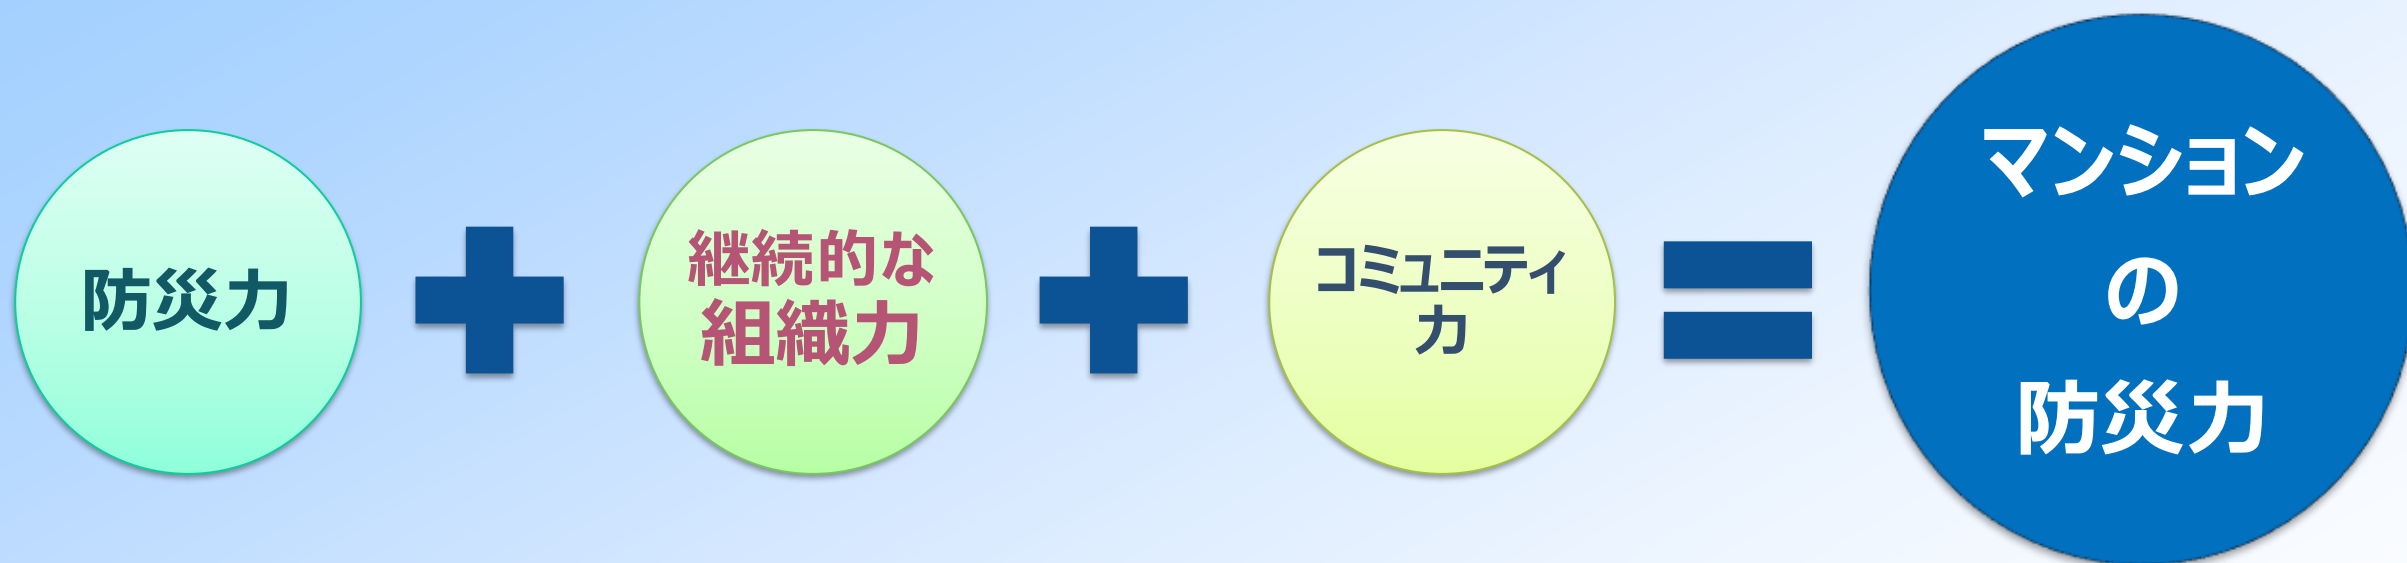 防災力
継続的な
組織力
コミュニティ
力
マンション
の
防災力